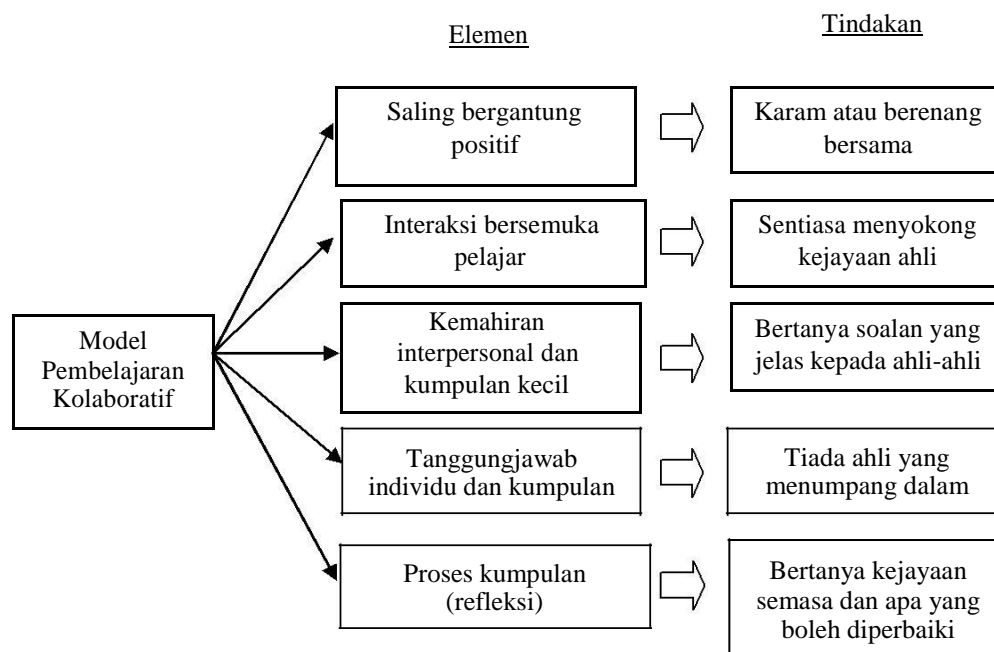 Elemen
Tindakan
Saling bergantung
positif
Karam atau berenang
bersama
Interaksi bersemuka
pelajar
Sentiasa menyokong
kejayaan ahli
Model
Pembelajaran
Kolaboratif
Kemahiran
interpersonal dan
kumpulan kecil
Bertanya soalan yang
jelas kepada ahli-ahli
Tanggungjawab
individu dan kumpulan
Tiada ahli yang
menumpang dalam
Proses kumpulan
(refleksi)
Bertanya kejayaan
semasa dan apa yang
boleh diperbaiki